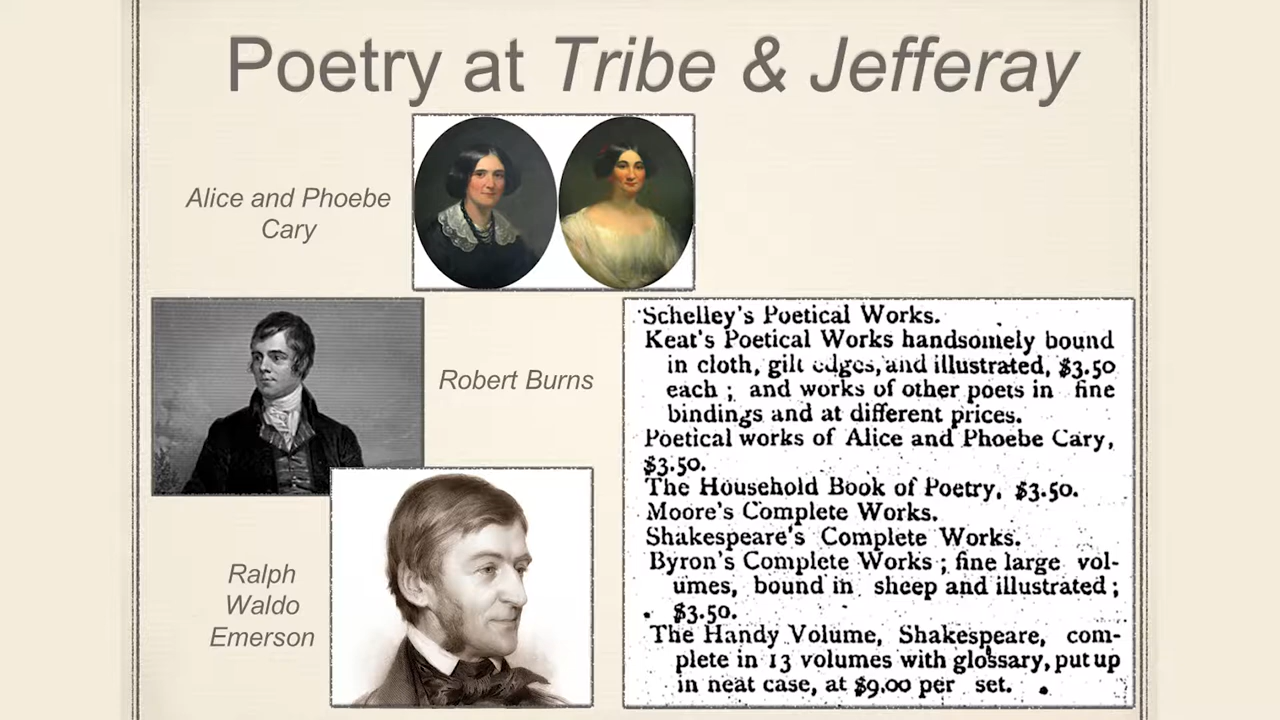 Poetry at Tribe & Jefferay
Alice and Phoebe
Cary
Robert Burns
Ralph
Waldo
Emerson
Schelley's Poetical Works.
Keat's Poetical Works handsomely bound
in cloth, gilt edges, and illustrated, $3.50
each ; and works of other poets in fine
bindings and at different prices.
Poetical works of Alice and Phoebe Cary,
$3.50.
The Household Book of Poetry, $3.50.
Moore's Complete Works.
Shakespeare's Complete Works.
Byron's Complete Works ; fine large vol-
umes, bound in sheep and illustrated ;
$3.50.
The Handy Volume, Shakespeare, com-
plete in 13 volumes with glossary, put up
in neat case, at $9.00 per set.